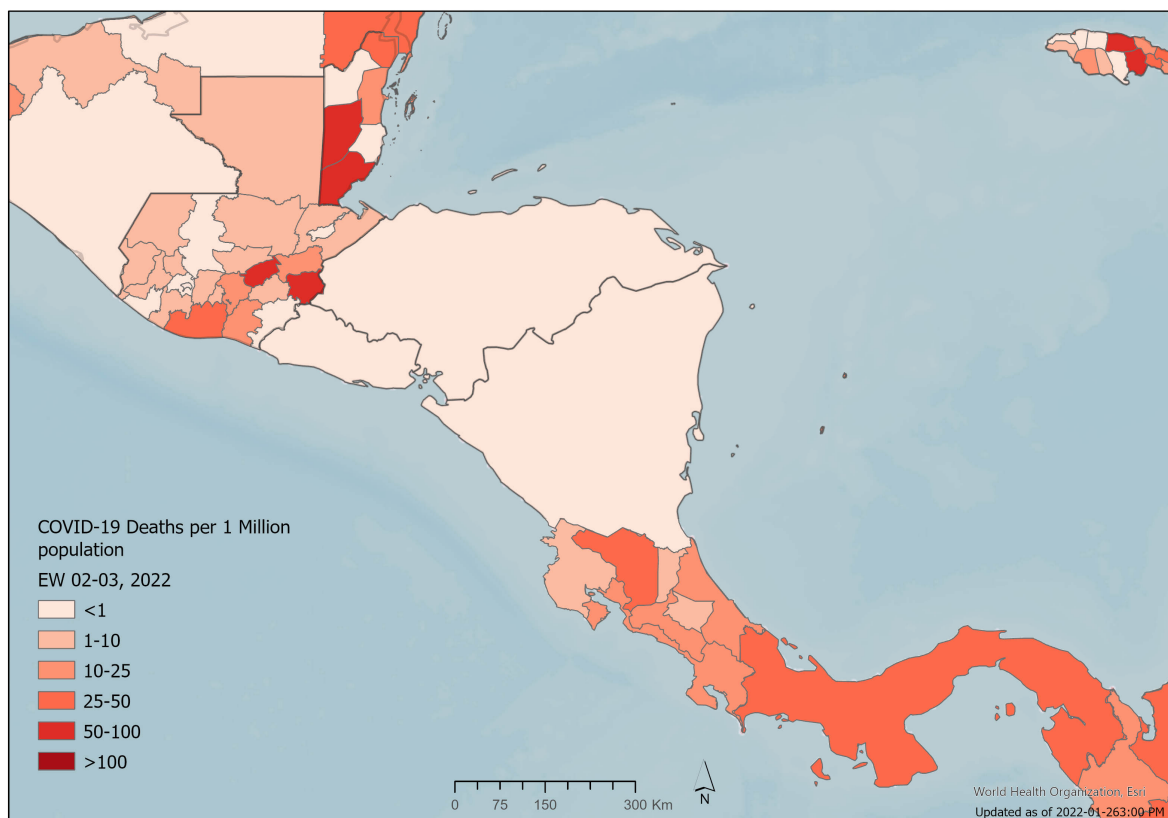 COVID-19 Deaths per 1 Million
population
EW 02-03, 2022
<1
1-10
10-25
25-50
50-100
>100
0 75 150 300 Km
N
World Health Organization, Esri
Updated as of 2022-01-263:00 PM